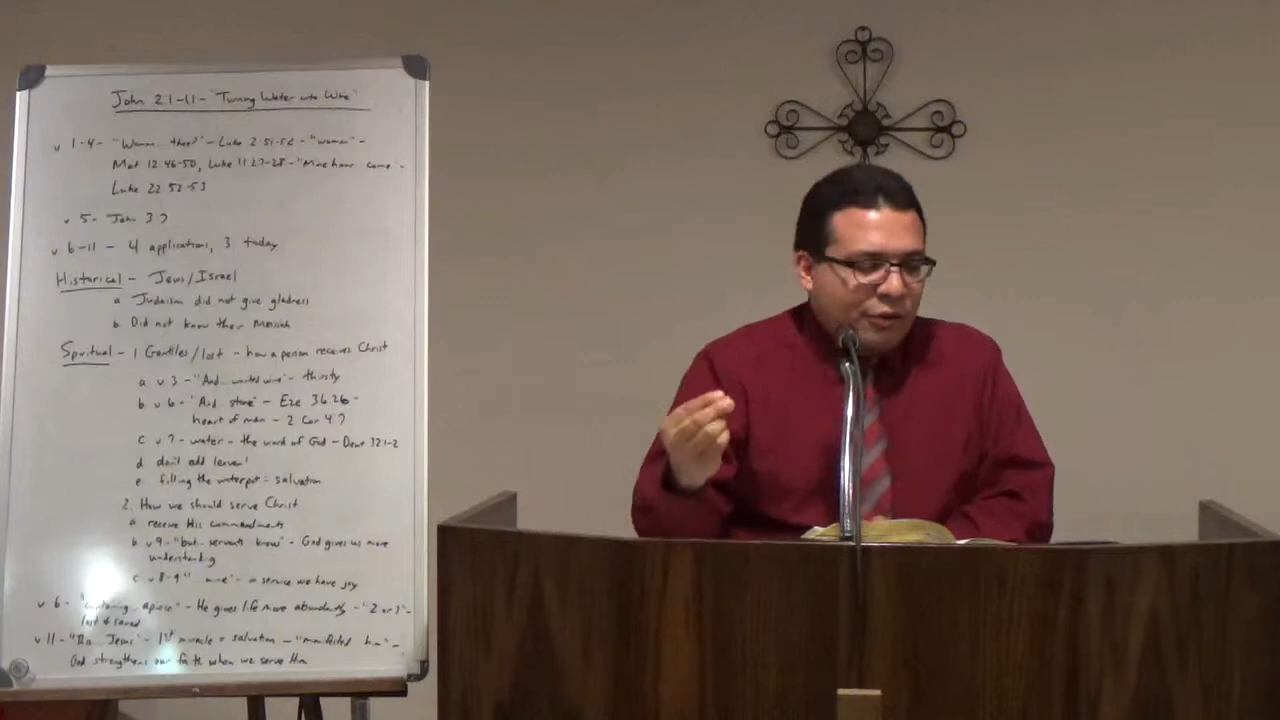 John 2:1-11 - "Turning Water into Wine"
v 1-4 - "Woman... thee?" - Luke 2:51-52 - "woman" -
Mat 12:46-50, Luke 11:27-28 - "Mine hour come -
Luke 22:52-53
v 5 - John 3:7
v 6-11 - 4 applications, 3 today
Historical - Jews/Israel
a Judaism did not give gladness
b. Did not know their Messiah
Spiritual - 1 Gentiles/lost - how a person receives Christ
a v 3 - "And... wanted wine" - thirsty
b v 6 - "And stone" - Eze 36:26 -
heart of man - 2 Cor 4:7
c v 7 - water - the word of God - Deut 32:1-2
d don't add leaven!
e filling the waterpot = salvation
2. How we should serve Christ
a receive His commandments
b v 9 - "but... servants knew" - God gives us more
understanding
c v 8-9 - in service we have joy
v 6 - "containing... apiece" - He gives life more abundantly - "2 or 3" -
lost & saved
v 11 - "This... Jesus" - 1st miracle = salvation - "manifested him" -
God strengthens our faith when we serve Him